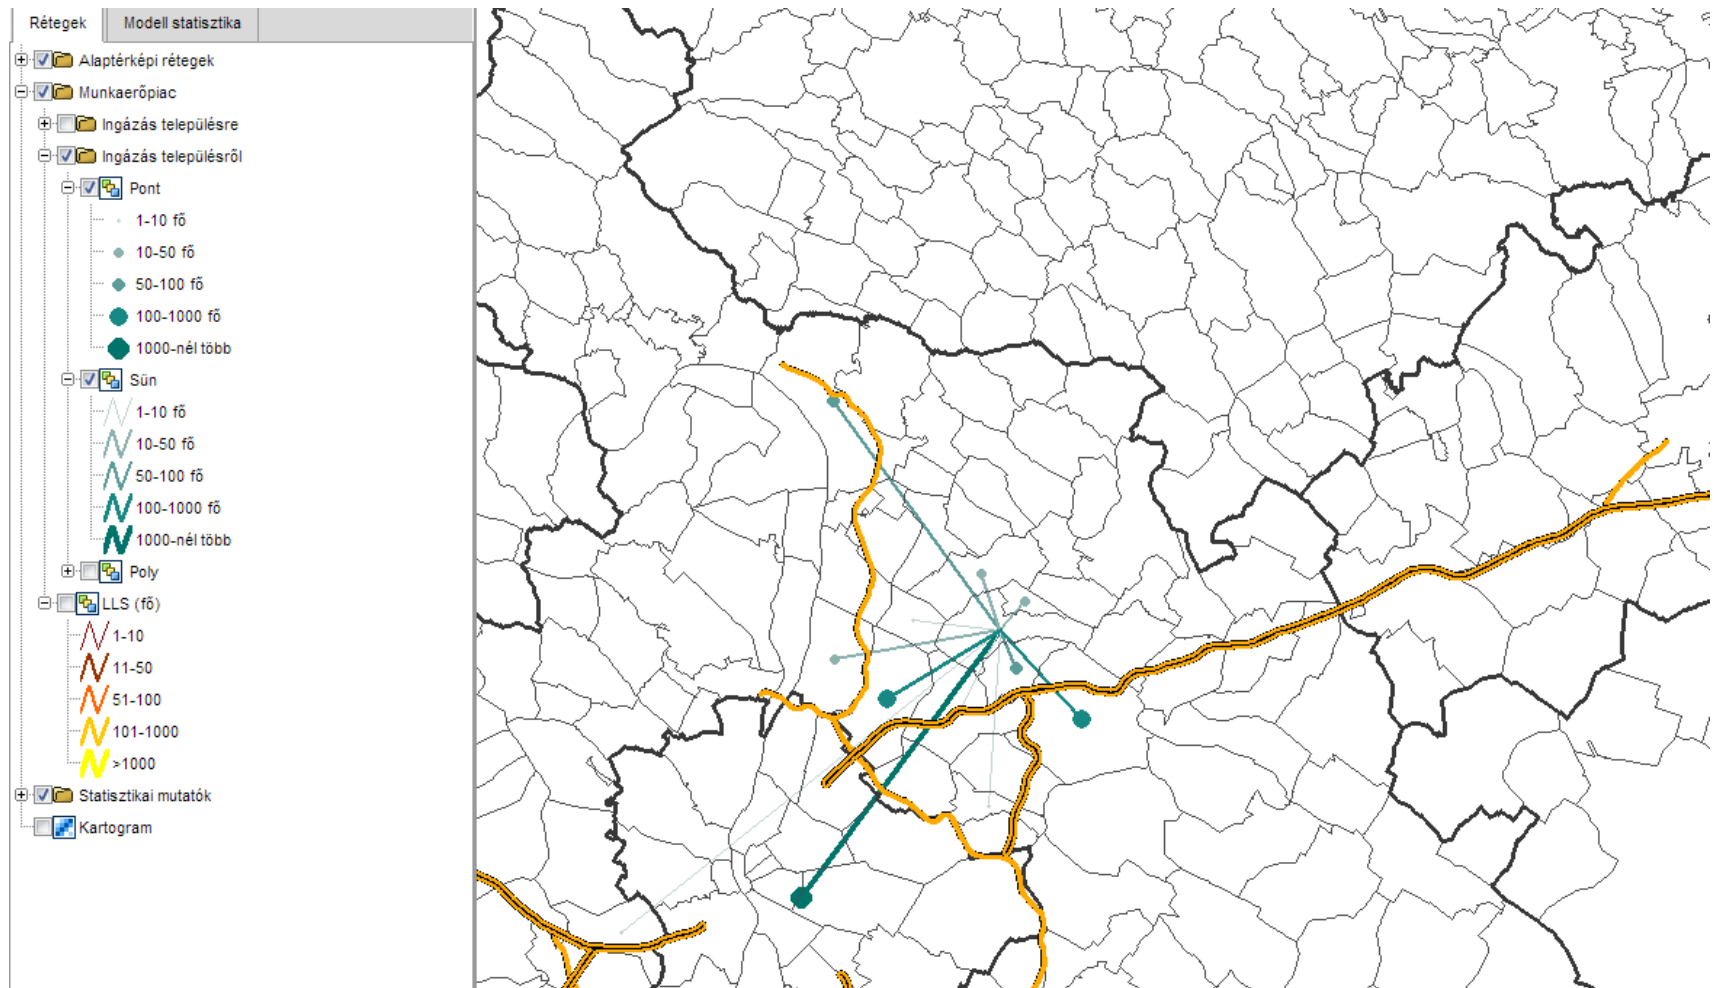 Rétegek
Modell statisztika
Alaptérképi rétegek
Munkaerőpiac
Ingázás településre
Ingázás településről
Pont
1-10 fő
10-50 fő
50-100 fő
100-1000 fő
1000-nél több
Sün
1-10 fő
10-50 fő
50-100 fő
100-1000 fő
1000-nél több
Poly
LLS (fő)
1-10
11-50
51-100
101-1000
>1000
Statisztikai mutatók
Kartogram